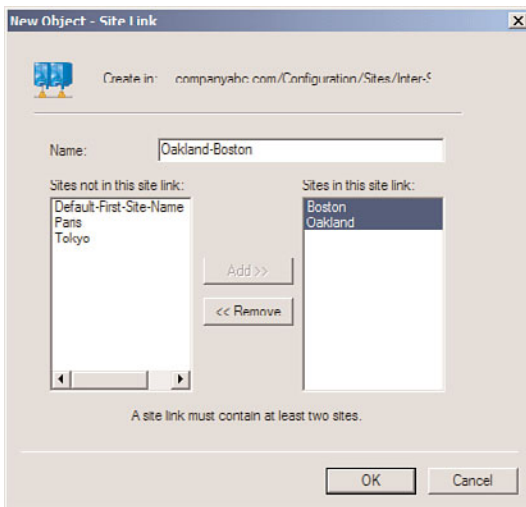 New Object - Site Link
Create in: companyabc.com/Configuration/Sites/Inter-S
Name: Oakland-Boston
Sites not in this site link: Sites in this site link:
Default-First-Site-Name Boston
Paris Oakland
Tokyo
Add >>
<< Remove
A site link must contain at least two sites.
OK Cancel